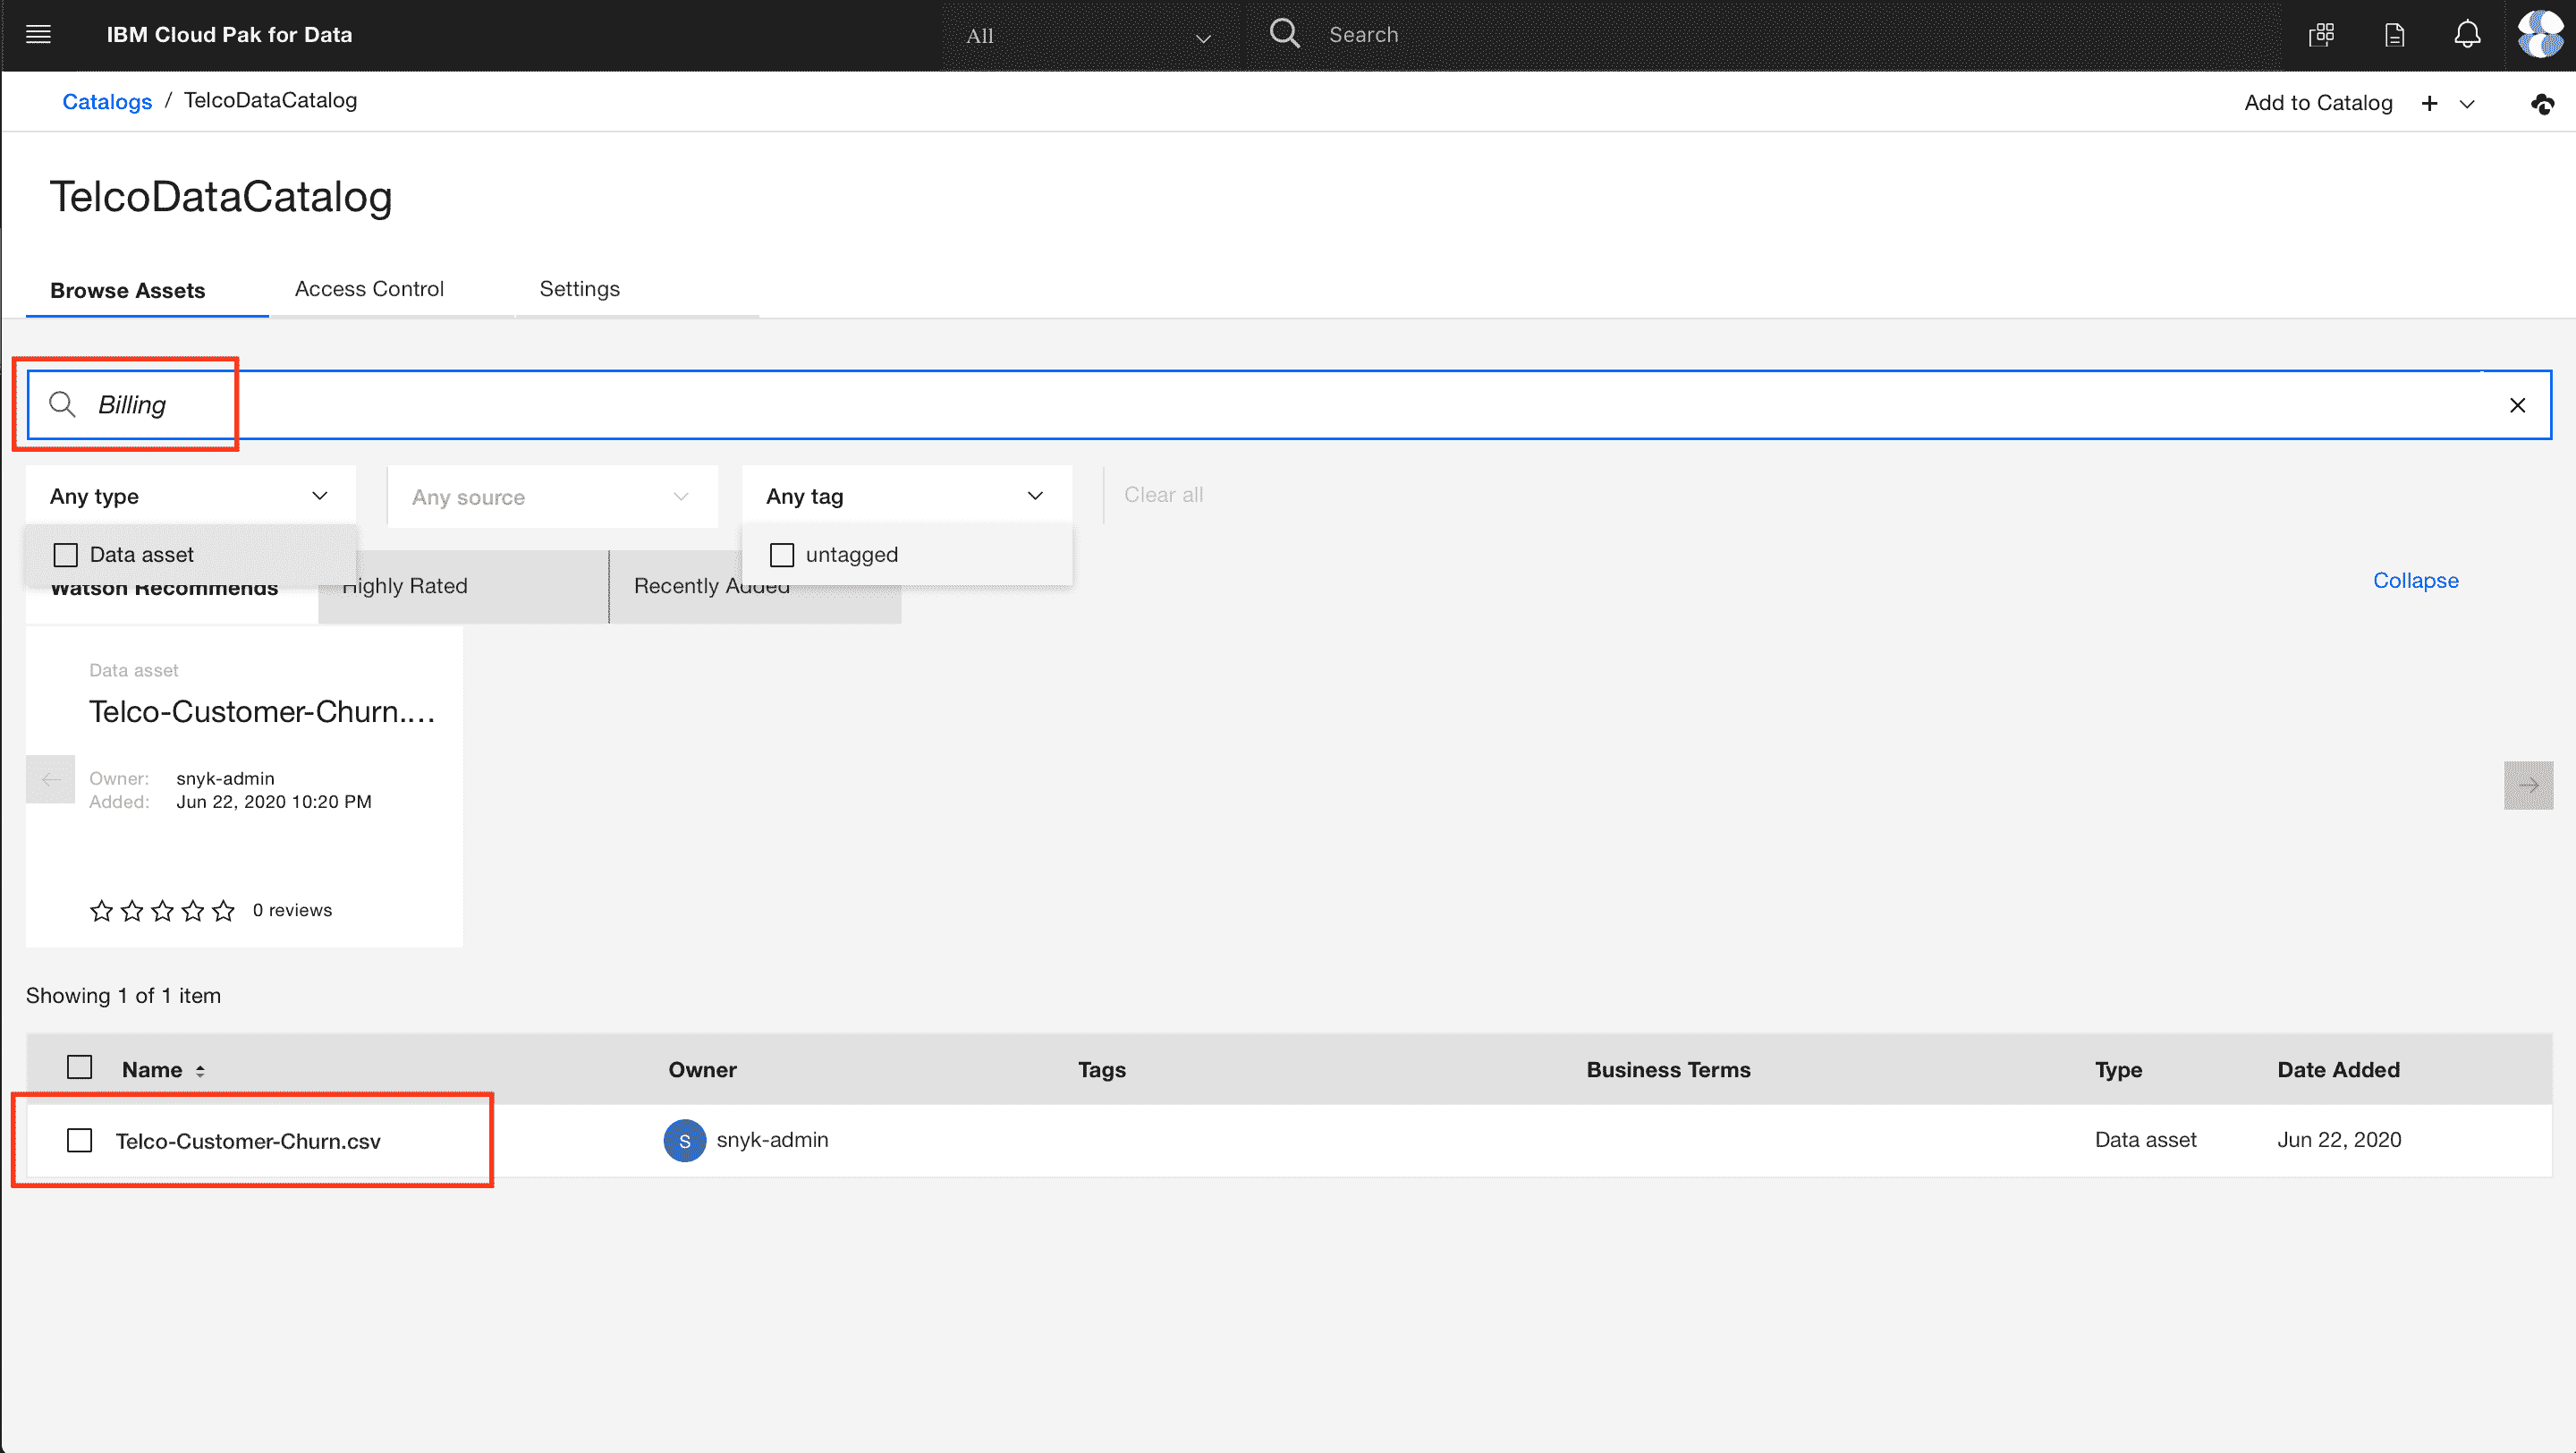 IBM Cloud Pak for Data
All
Search
Catalogs / TelcoDataCatalog
Add to Catalog +
TelcoDataCatalog
Browse Assets
Access Control
Settings
Billing
Any type
Any source
Any tag
Clear all
Data asset
untagged
Watson Recommends
Highly Rated
Recently Added
Collapse
Data asset
Telco-Customer-Churn....
Owner: snyk-admin
Added: Jun 22, 2020 10:20 PM
0 reviews
Showing 1 of 1 item
Name Owner Tags Business Terms Type Date Added
Telco-Customer-Churn.csv S snyk-admin Data asset Jun 22, 2020